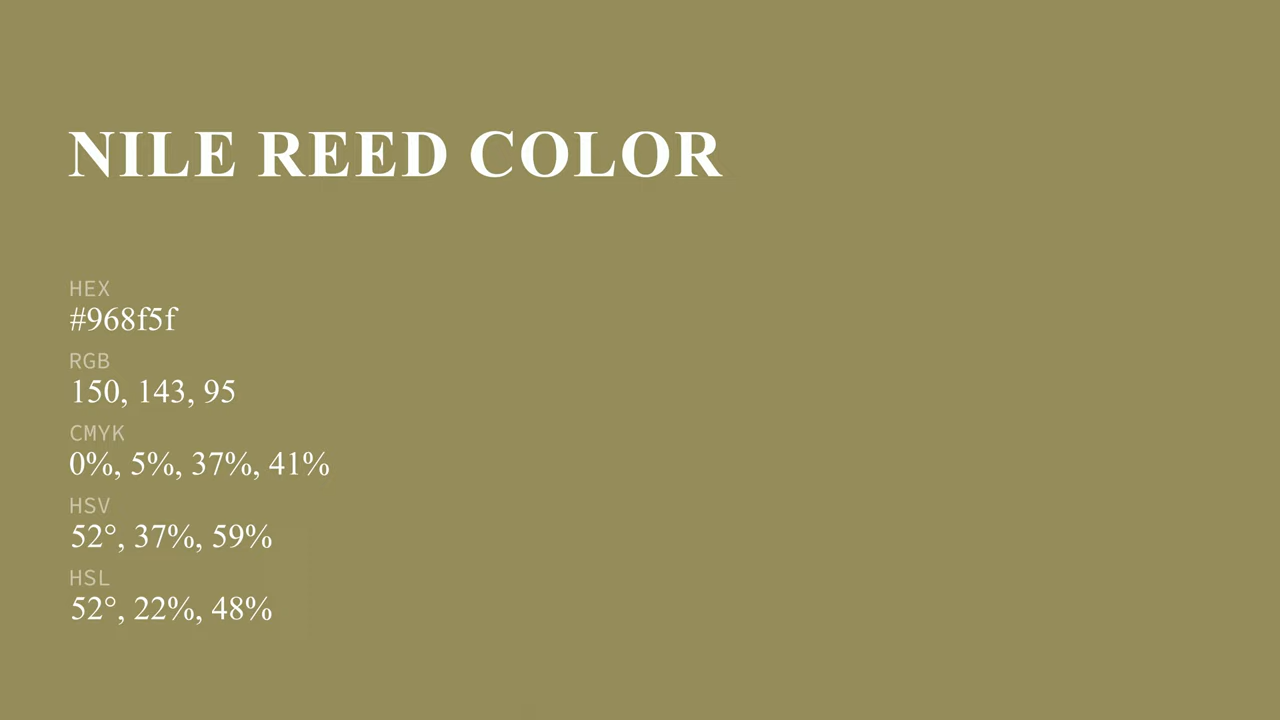 NILE REED COLOR
HEX
#968f5f
RGB
150, 143, 95
CMYK
0%, 5%, 37%, 41%
HSV
52°, 37%, 59%
HSL
52°, 22%, 48%